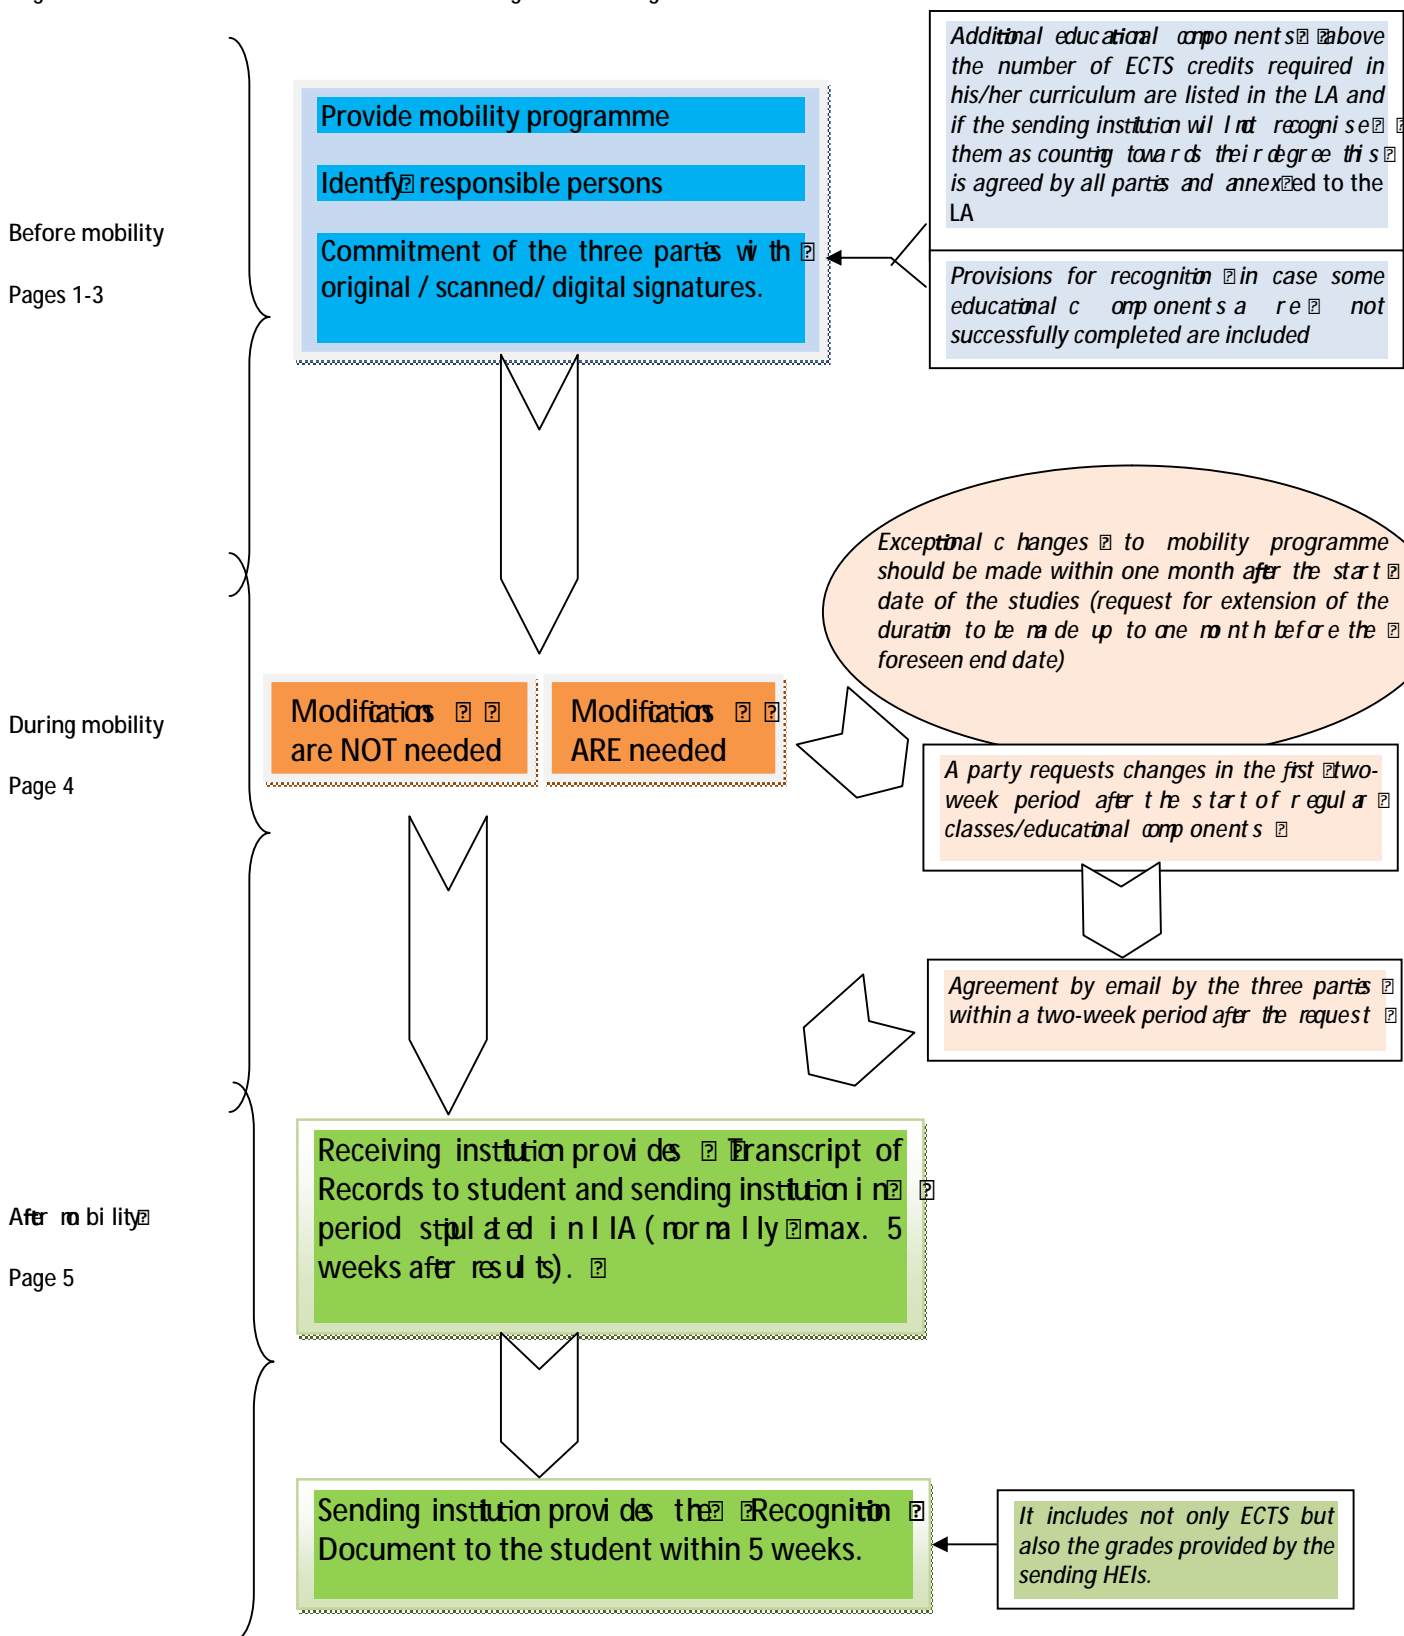 Before mobility
Pages 1-3
Provide mobility programme
Identify responsible persons
Commitment of the three parties with
original / scanned/ digital signatures.
Additional educational components above
the number of ECTS credits required in
his/her curriculum are listed in the LA and
if the sending institution will not recognise
them as counting towards their degree this
is agreed by all parties and annexed to the
LA
Provisions for recognition in case some
educational components are not
successfully completed are included
During mobility
Page 4
Modifications
are NOT needed
Modifications
ARE needed
Exceptional changes to mobility programme
should be made within one month after the start
date of the studies (request for extension of the
duration to be made up to one month before the
foreseen end date)
A party requests changes in the first two-
week period after the start of regular
classes/educational components
Agreement by email by the three parties
within a two-week period after the request
After mobility
Page 5
Receiving institution provides Transcript of
Records to student and sending institution in
period stipulated in IIA (normally max. 5
weeks after results).
Sending institution provides the Recognition
Document to the student within 5 weeks.
It includes not only ECTS but
also the grades provided by the
sending HEIs.